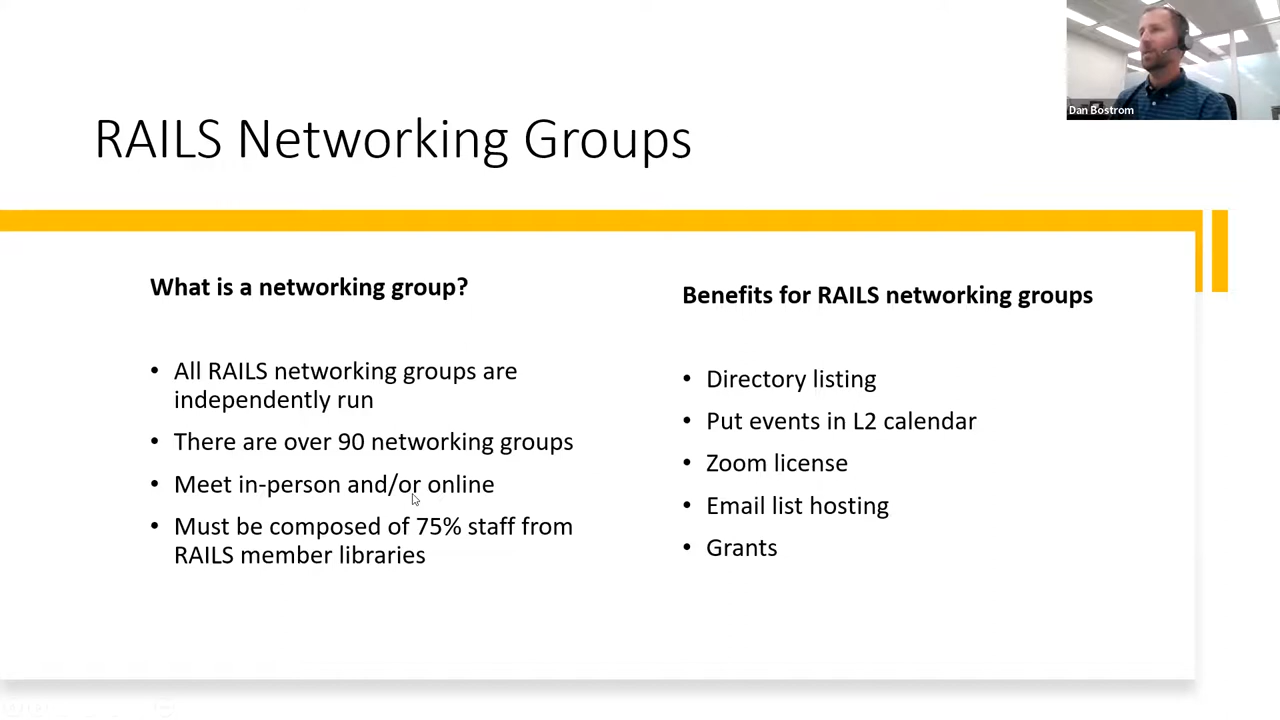 Dan Bostrom
RAILS Networking Groups
What is a networking group?
• All RAILS networking groups are
independently run
• There are over 90 networking groups
• Meet in-person and/or online
• Must be composed of 75% staff from
RAILS member libraries
Benefits for RAILS networking groups
• Directory listing
• Put events in L2 calendar
• Zoom license
• Email list hosting
• Grants